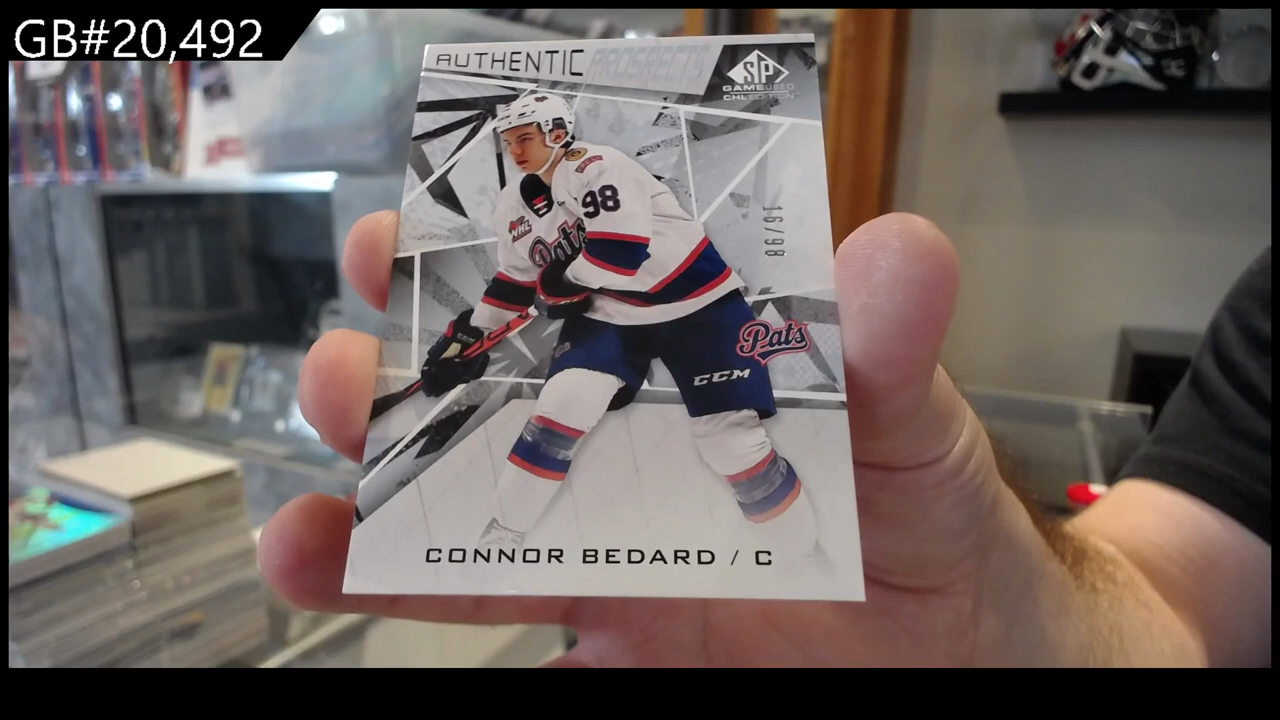 GB#20,492
AUTHENTIC PROSPECTS
SP
GAME USED
CHL EDITION
98
WHL
Pats
16/98
Pats
CCM
CONNOR BEDARD / C